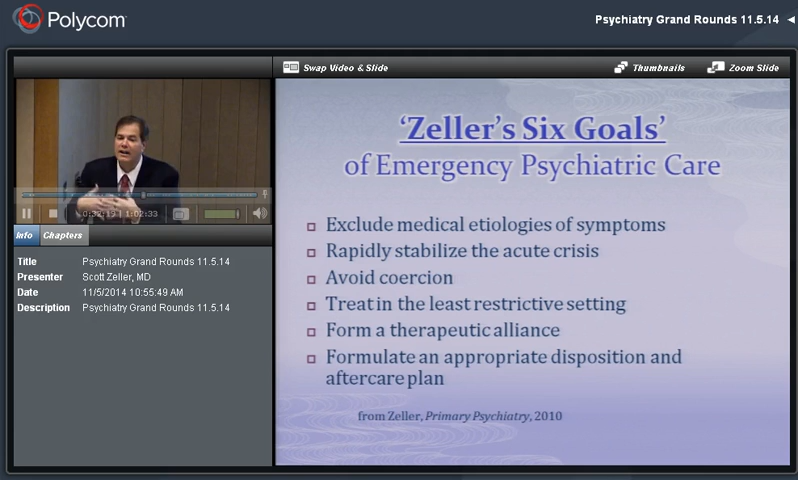 Polycom
Psychiatry Grand Rounds 11.5.14
Swap Video & Slide
Thumbnails
Zoom Slide
Info
Chapters
Title Psychiatry Grand Rounds 11.5.14
Presenter Scott Zeller, MD
Date 11/5/2014 10:55:49 AM
Description Psychiatry Grand Rounds 11.5.14
‘Zeller’s Six Goals’
of Emergency Psychiatric Care
Exclude medical etiologies of symptoms
Rapidly stabilize the acute crisis
Avoid coercion
Treat in the least restrictive setting
Form a therapeutic alliance
Formulate an appropriate disposition and
aftercare plan
from Zeller, Primary Psychiatry, 2010